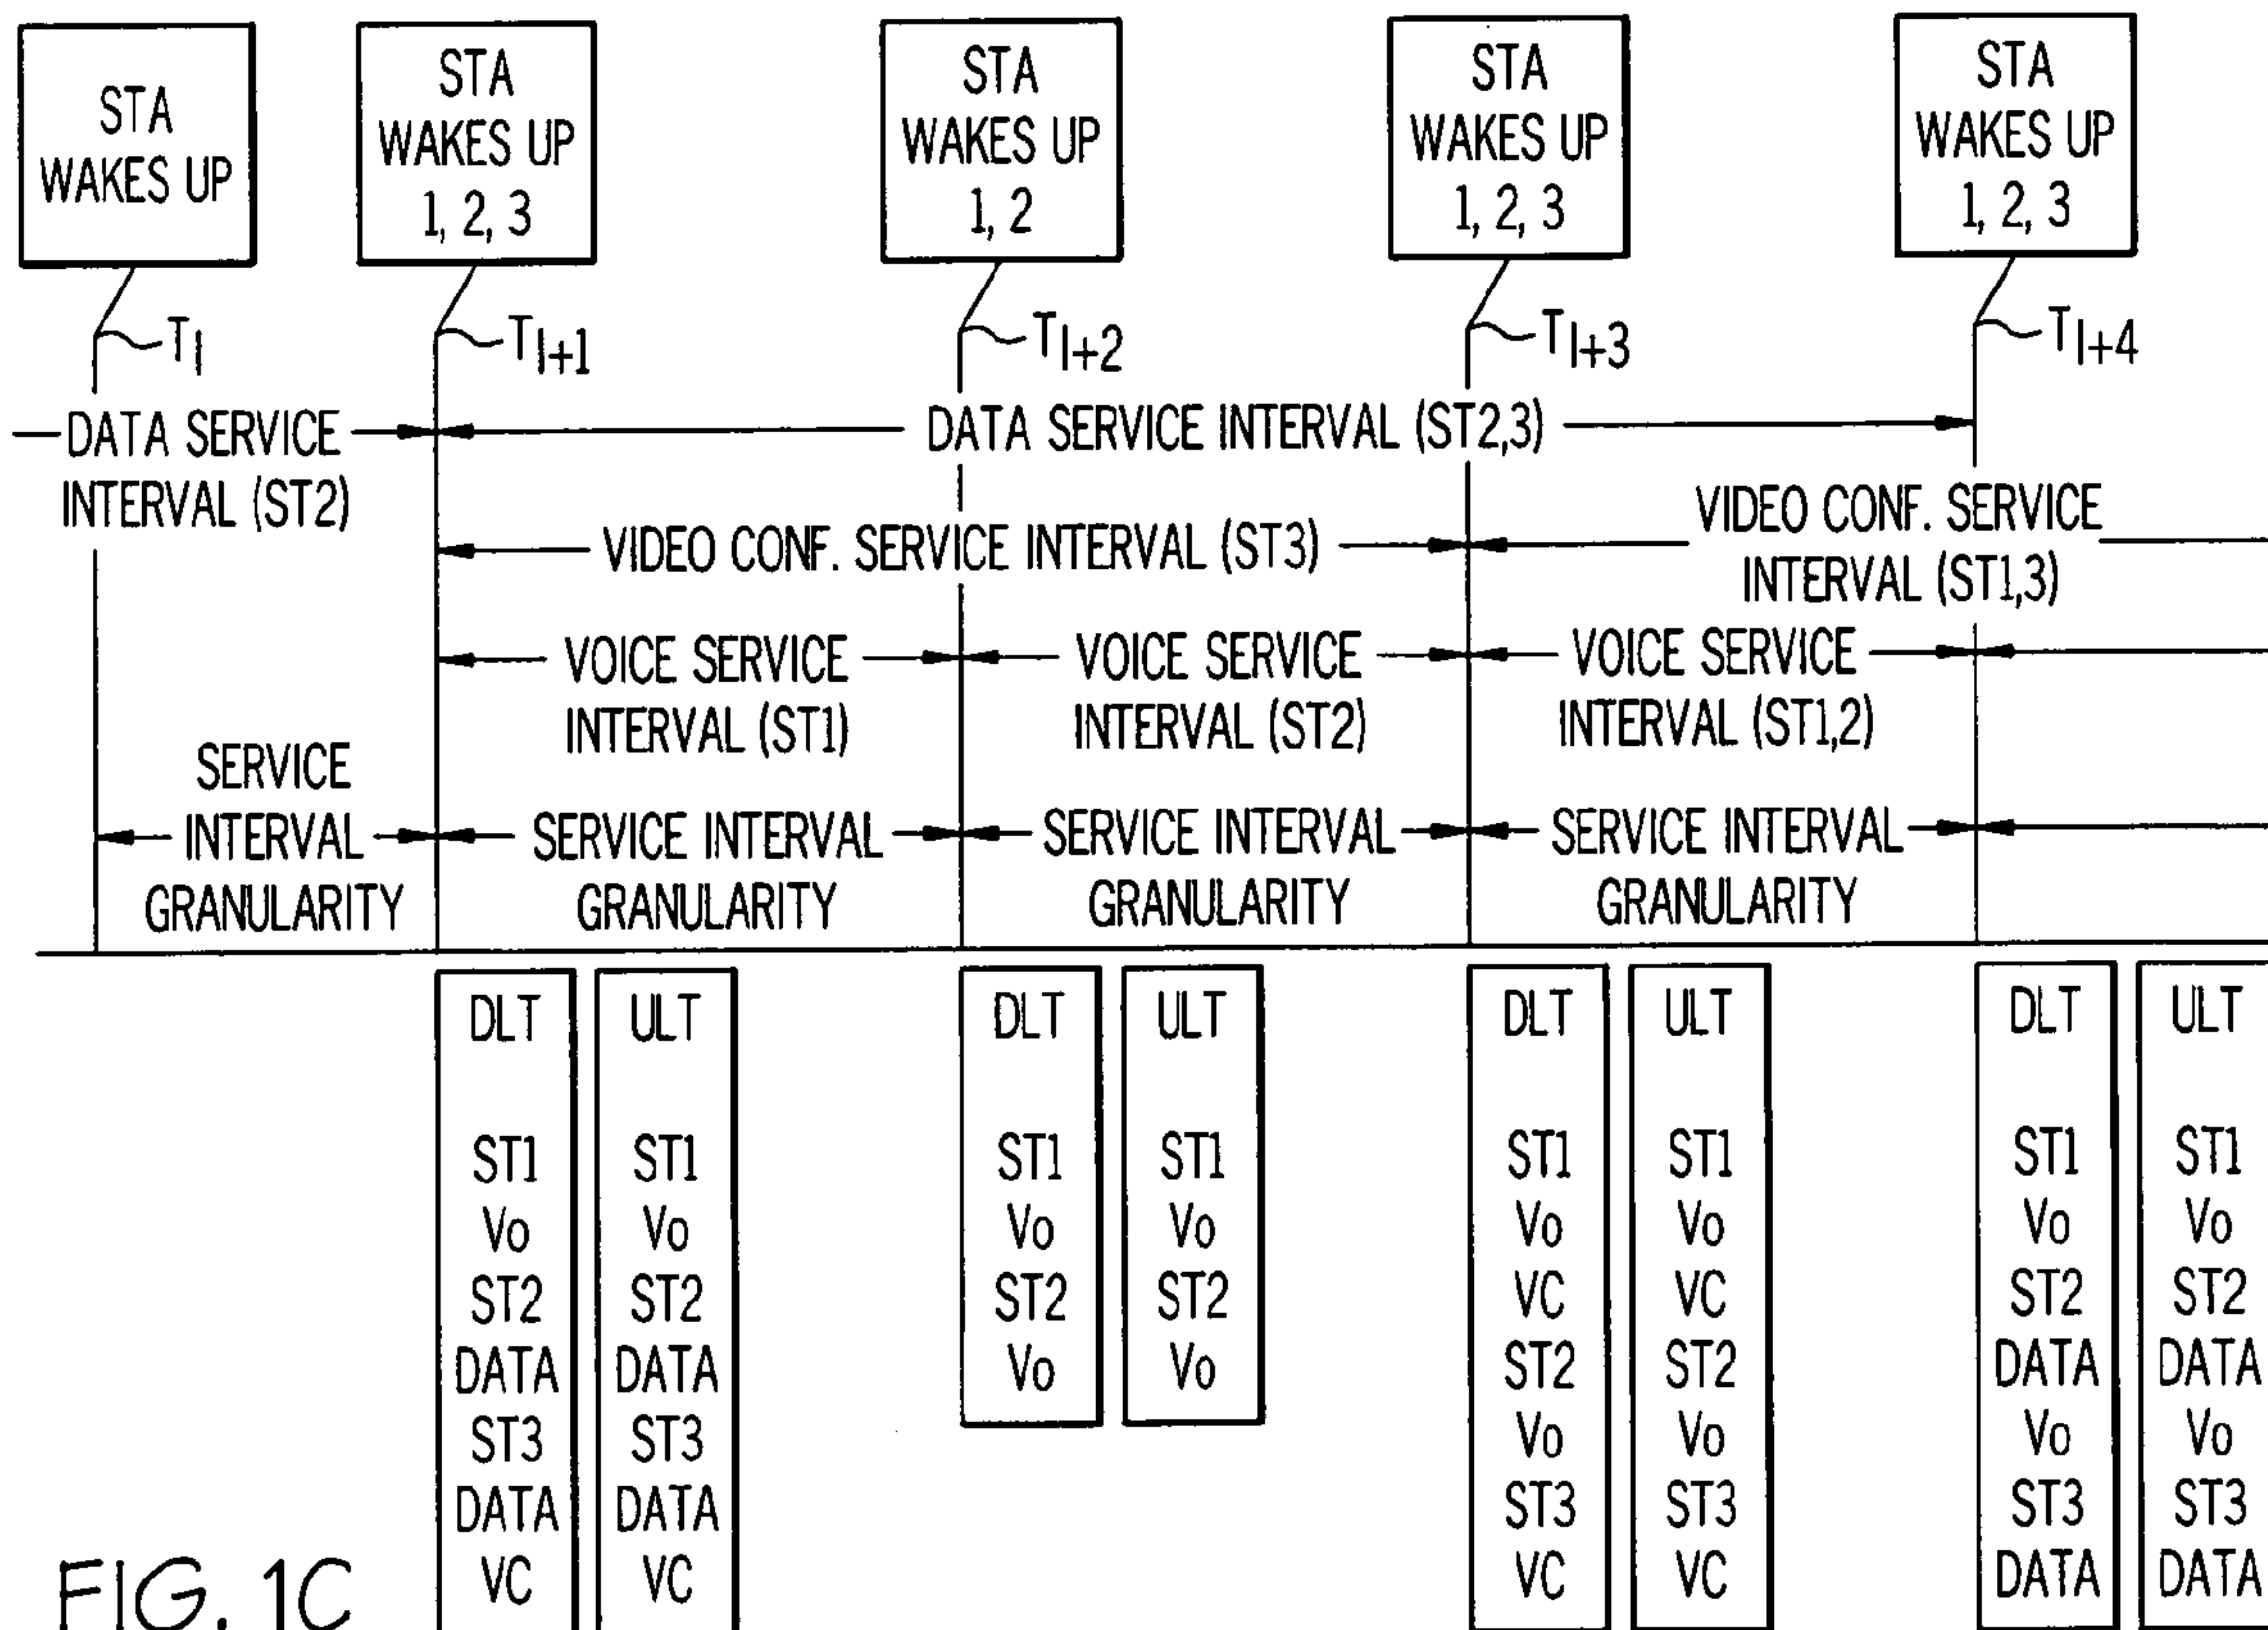 STA
WAKES UP
STA
WAKES UP
1, 2, 3
STA
WAKES UP
1, 2
STA
WAKES UP
1, 2, 3
STA
WAKES UP
1, 2, 3
TI
TI+1
TI+2
TI+3
TI+4
DATA SERVICE
INTERVAL (ST2)
DATA SERVICE INTERVAL (ST2,3)
VIDEO CONF. SERVICE INTERVAL (ST3)
VIDEO CONF. SERVICE
INTERVAL (ST1,3)
VOICE SERVICE
INTERVAL (ST1)
VOICE SERVICE
INTERVAL (ST2)
VOICE SERVICE
INTERVAL (ST1,2)
SERVICE
INTERVAL
GRANULARITY
SERVICE INTERVAL
GRANULARITY
SERVICE INTERVAL
GRANULARITY
SERVICE INTERVAL
GRANULARITY
DLT
ST1
Vo
ST2
DATA
ST3
DATA
VC
ULT
ST1
Vo
ST2
DATA
ST3
DATA
VC
DLT
ST1
Vo
ST2
Vo
ULT
ST1
Vo
ST2
Vo
DLT
ST1
Vo
VC
ST2
Vo
ST3
VC
ULT
ST1
Vo
VC
ST2
Vo
ST3
VC
DLT
ST1
Vo
ST2
DATA
Vo
ST3
DATA
ULT
ST1
Vo
ST2
DATA
Vo
ST3
DATA
FIG. 1C